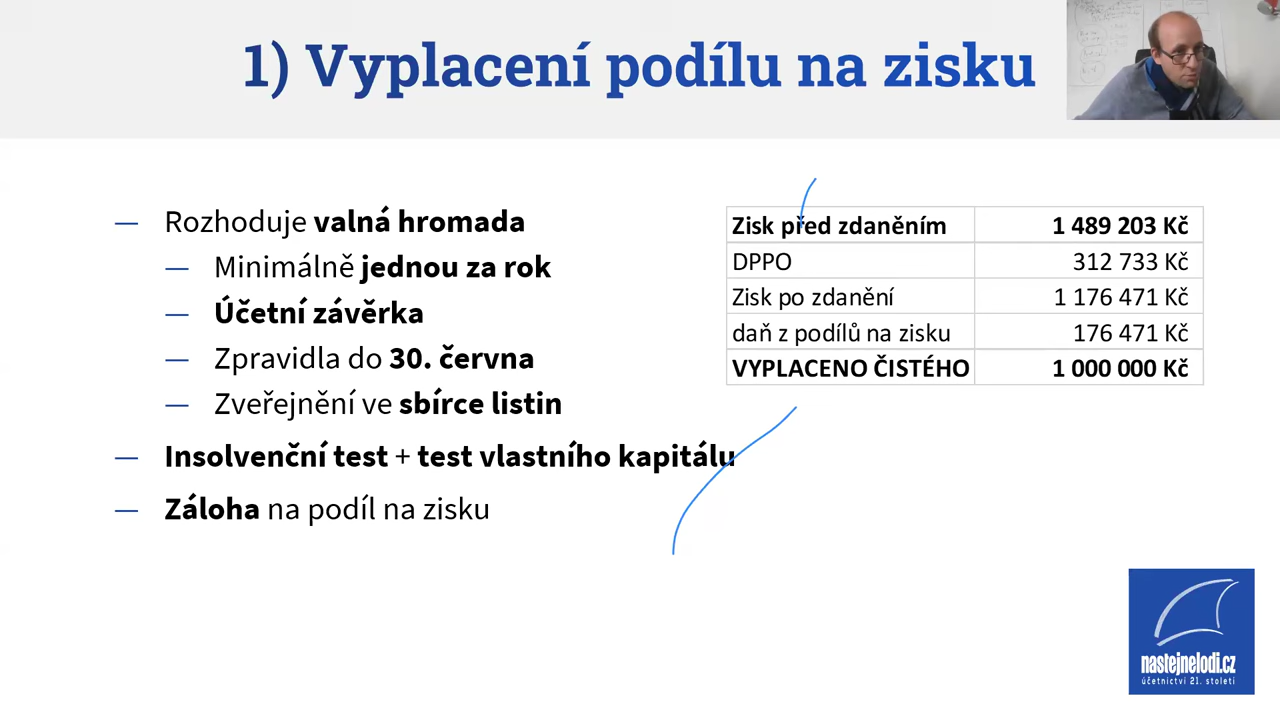 1) Vyplacení podílu na zisku
— Rozhoduje valná hromada
— Minimálně jednou za rok
— Účetní závěrka
— Zpravidla do 30. června
— Zveřejnění ve sbírce listin
— Insolvenční test + test vlastního kapitálu
— Záloha na podíl na zisku
Zisk před zdaněním 1 489 203 Kč
DPPO 312 733 Kč
Zisk po zdanění 1 176 471 Kč
daň z podílů na zisku 176 471 Kč
VYPLACENO ČISTÉHO 1 000 000 Kč
nastejnelodi.cz
účetnictví 21. století